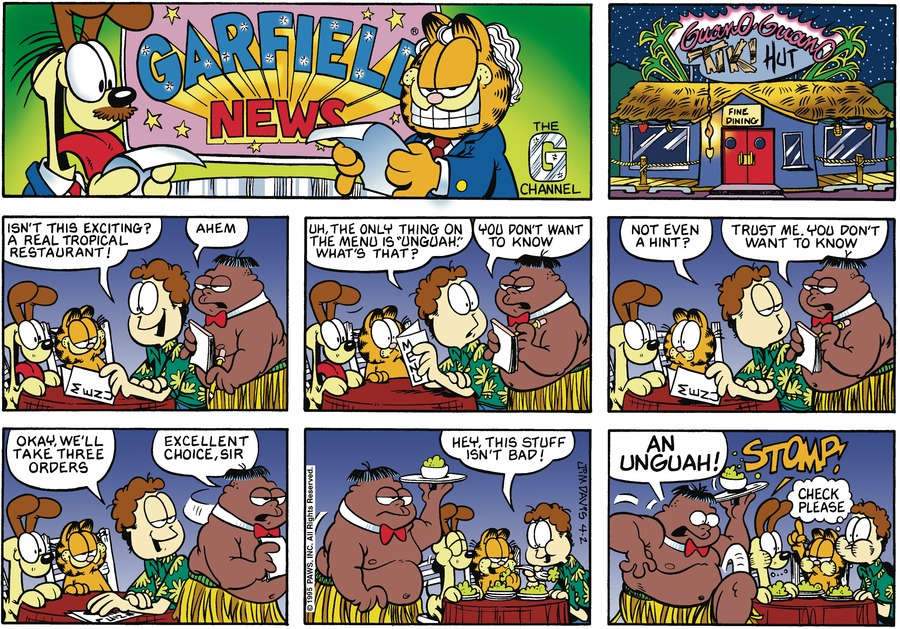 GARFIELD
NEWS
®
THE
G
CHANNEL
Guan-O-Guano
TIKI HUT
FINE
DINING
ISN'T THIS EXCITING?
A REAL TROPICAL
RESTAURANT!
AHEM
MENU
UH, THE ONLY THING ON
THE MENU IS "UNGUAH."
WHAT'S THAT?
YOU DON'T WANT
TO KNOW
MENU
NOT EVEN
A HINT?
TRUST ME. YOU DON'T
WANT TO KNOW
MENU
OKAY, WE'LL
TAKE THREE
ORDERS
EXCELLENT
CHOICE, SIR
MENU
© 1995 PAWS, INC. All Rights Reserved.
HEY, THIS STUFF
ISN'T BAD!
JIM DAVIS 4-2
AN
UNGUAH!
STOMP!
CHECK
PLEASE